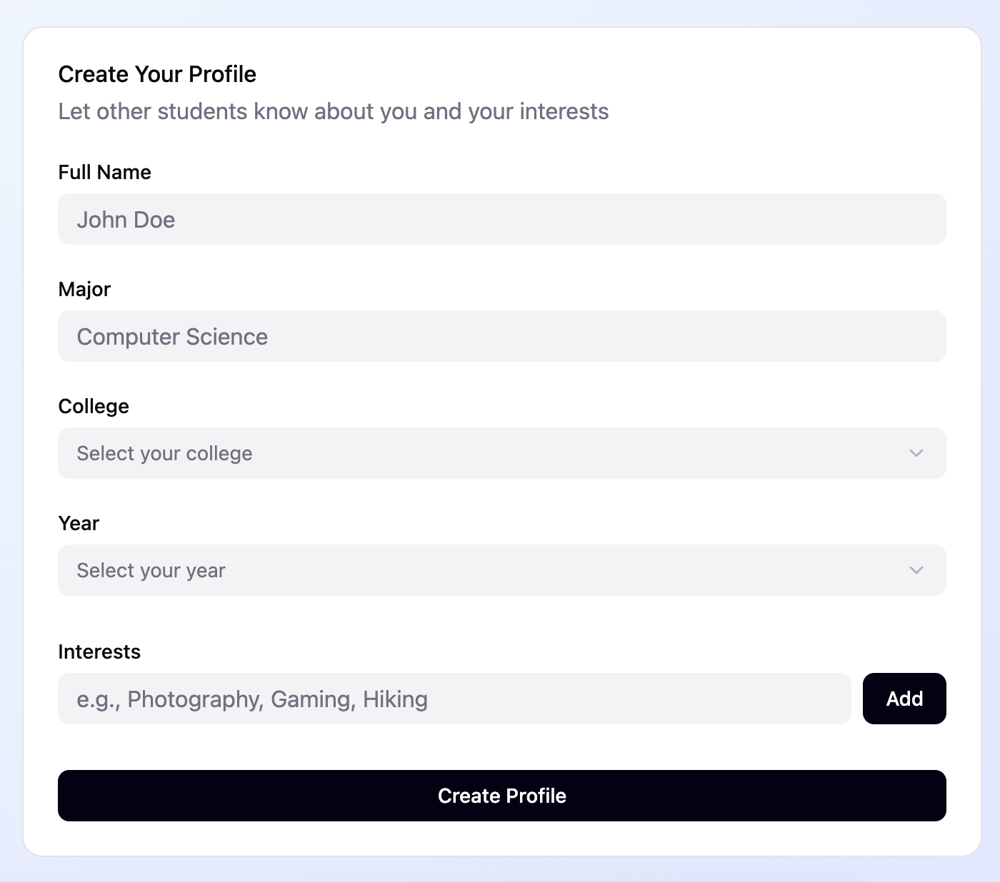 Create Your Profile
Let other students know about you and your interests
Full Name
John Doe
Major
Computer Science
College
Select your college
Year
Select your year
Interests
e.g., Photography, Gaming, Hiking
Add
Create Profile